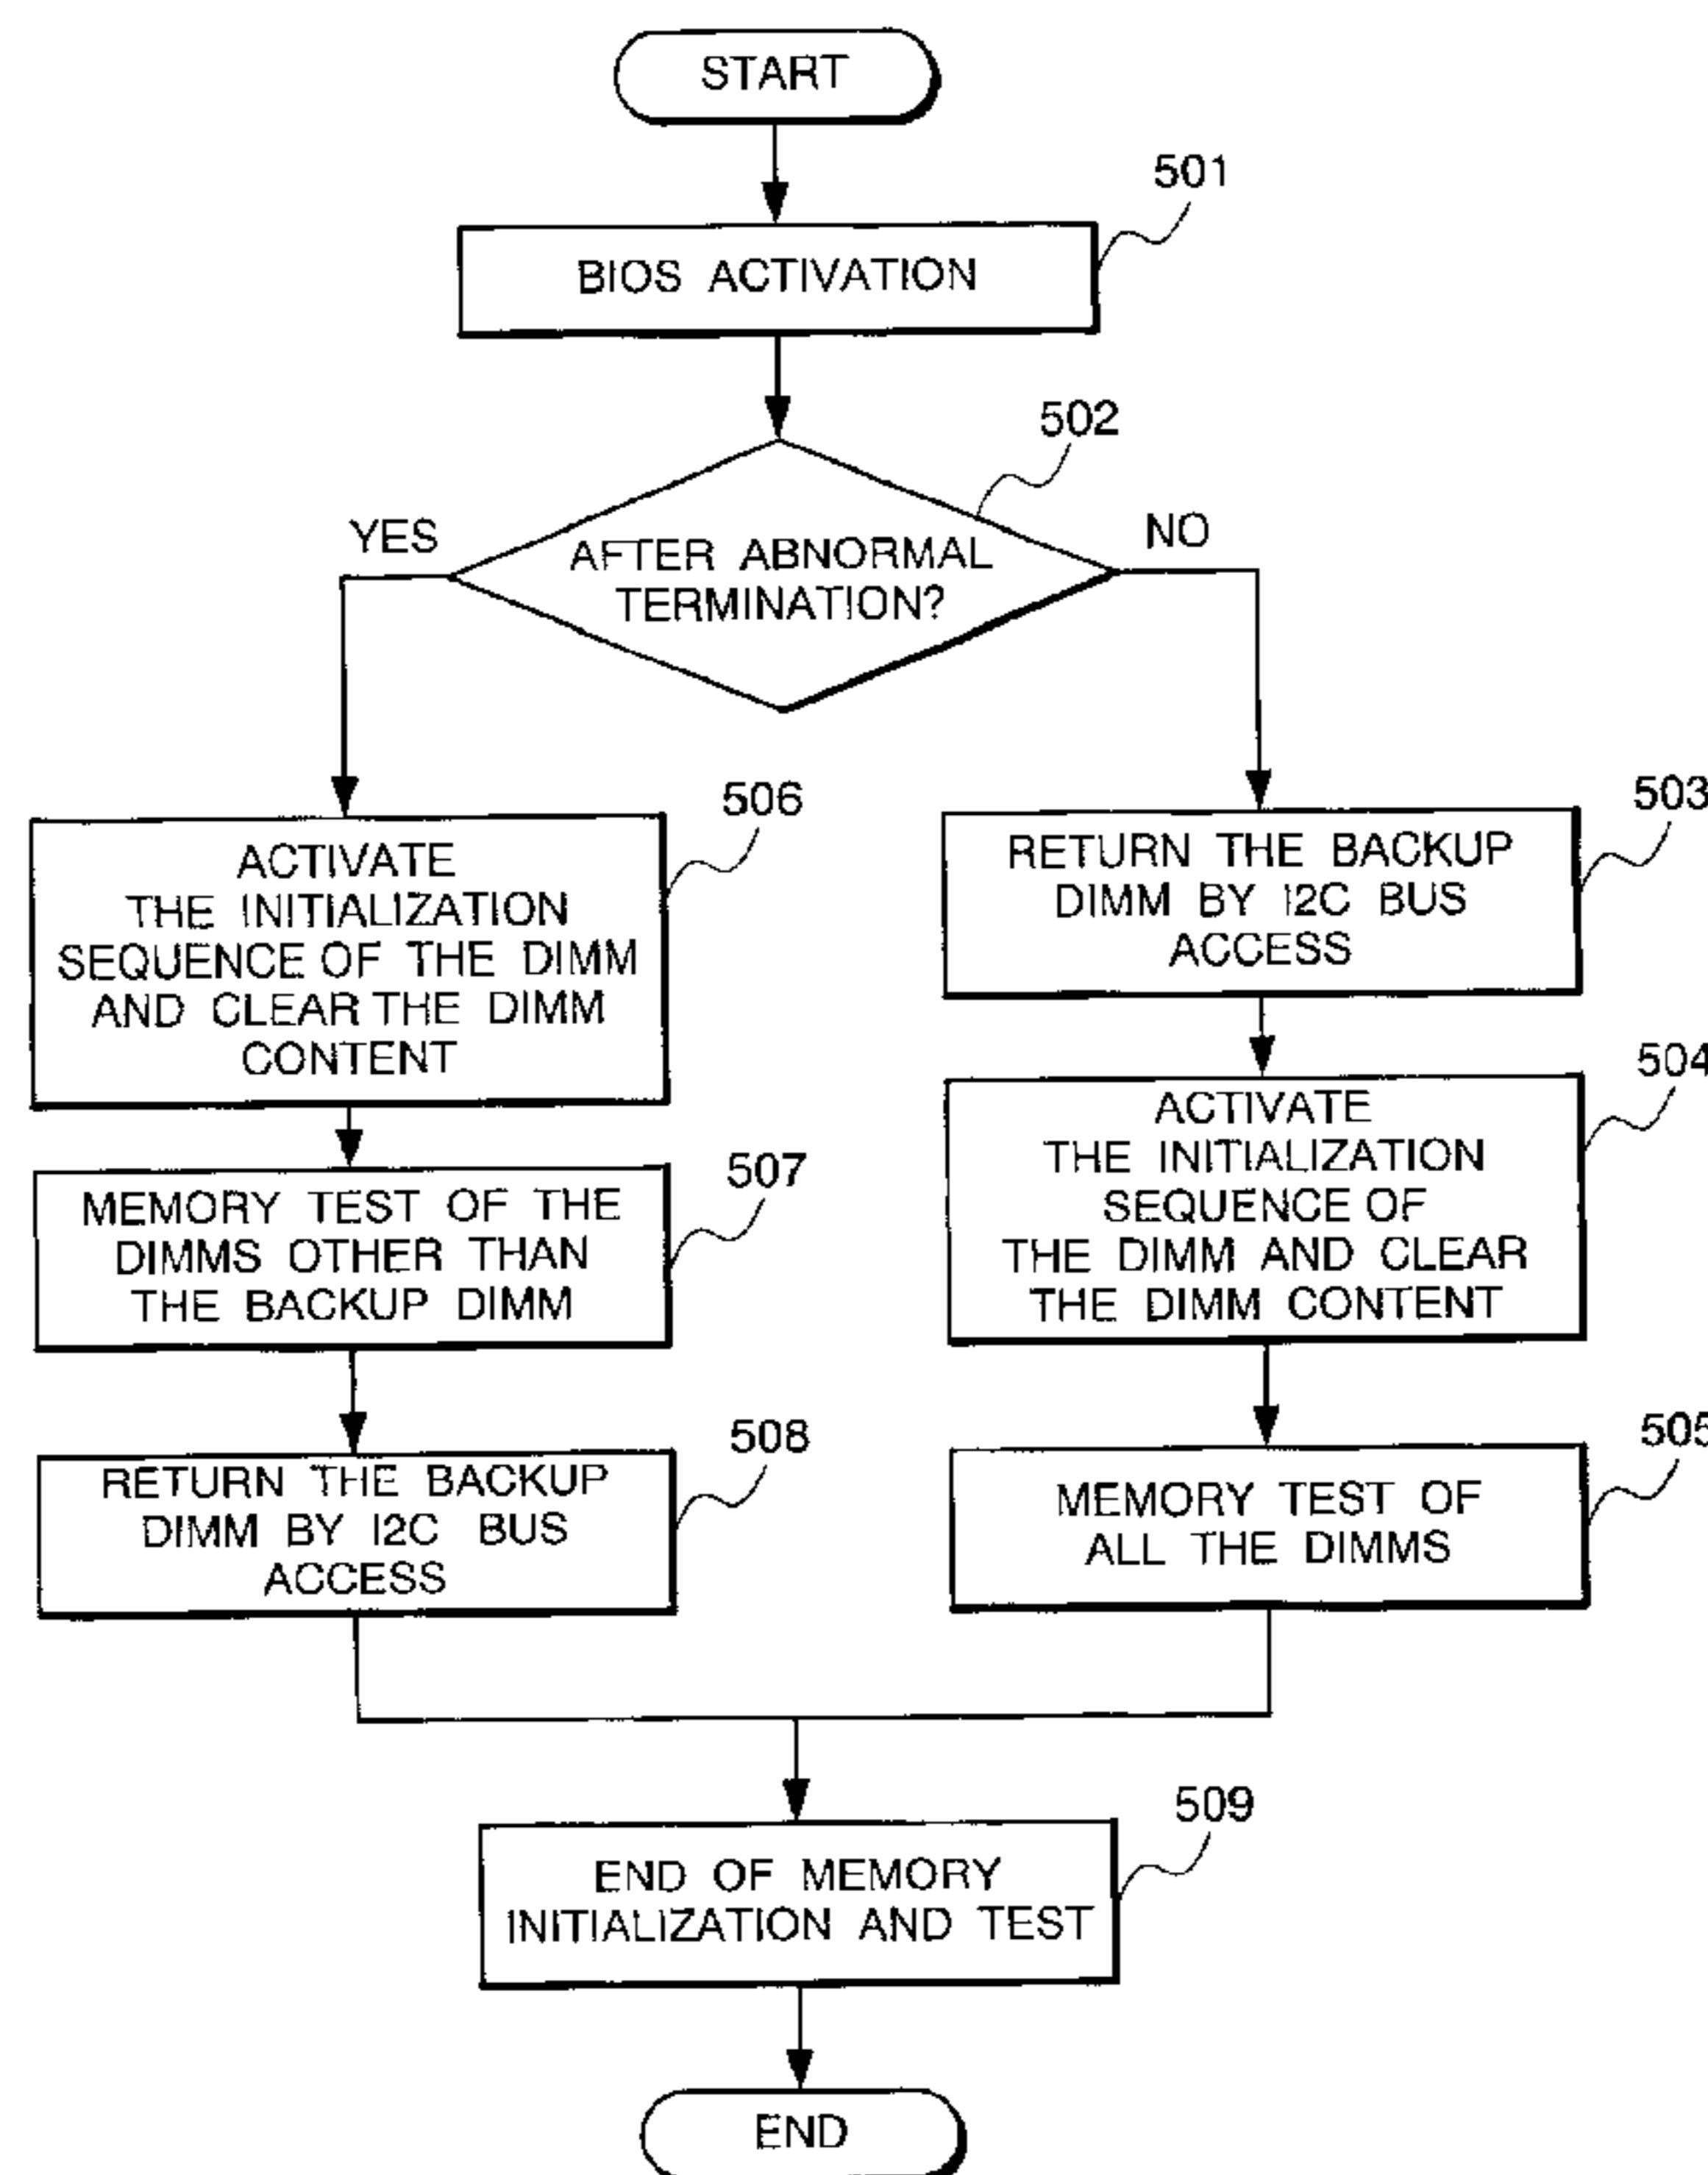 START
501
BIOS ACTIVATION
502
YES
NO
AFTER ABNORMAL
TERMINATION?
506
ACTIVATE
THE INITIALIZATION
SEQUENCE OF THE DIMM
AND CLEAR THE DIMM
CONTENT
503
RETURN THE BACKUP
DIMM BY I2C BUS
ACCESS
504
ACTIVATE
THE INITIALIZATION
SEQUENCE OF
THE DIMM AND CLEAR
THE DIMM CONTENT
507
MEMORY TEST OF THE
DIMMS OTHER THAN
THE BACKUP DIMM
508
RETURN THE BACKUP
DIMM BY I2C BUS
ACCESS
505
MEMORY TEST OF
ALL THE DIMMS
509
END OF MEMORY
INITIALIZATION AND TEST
END